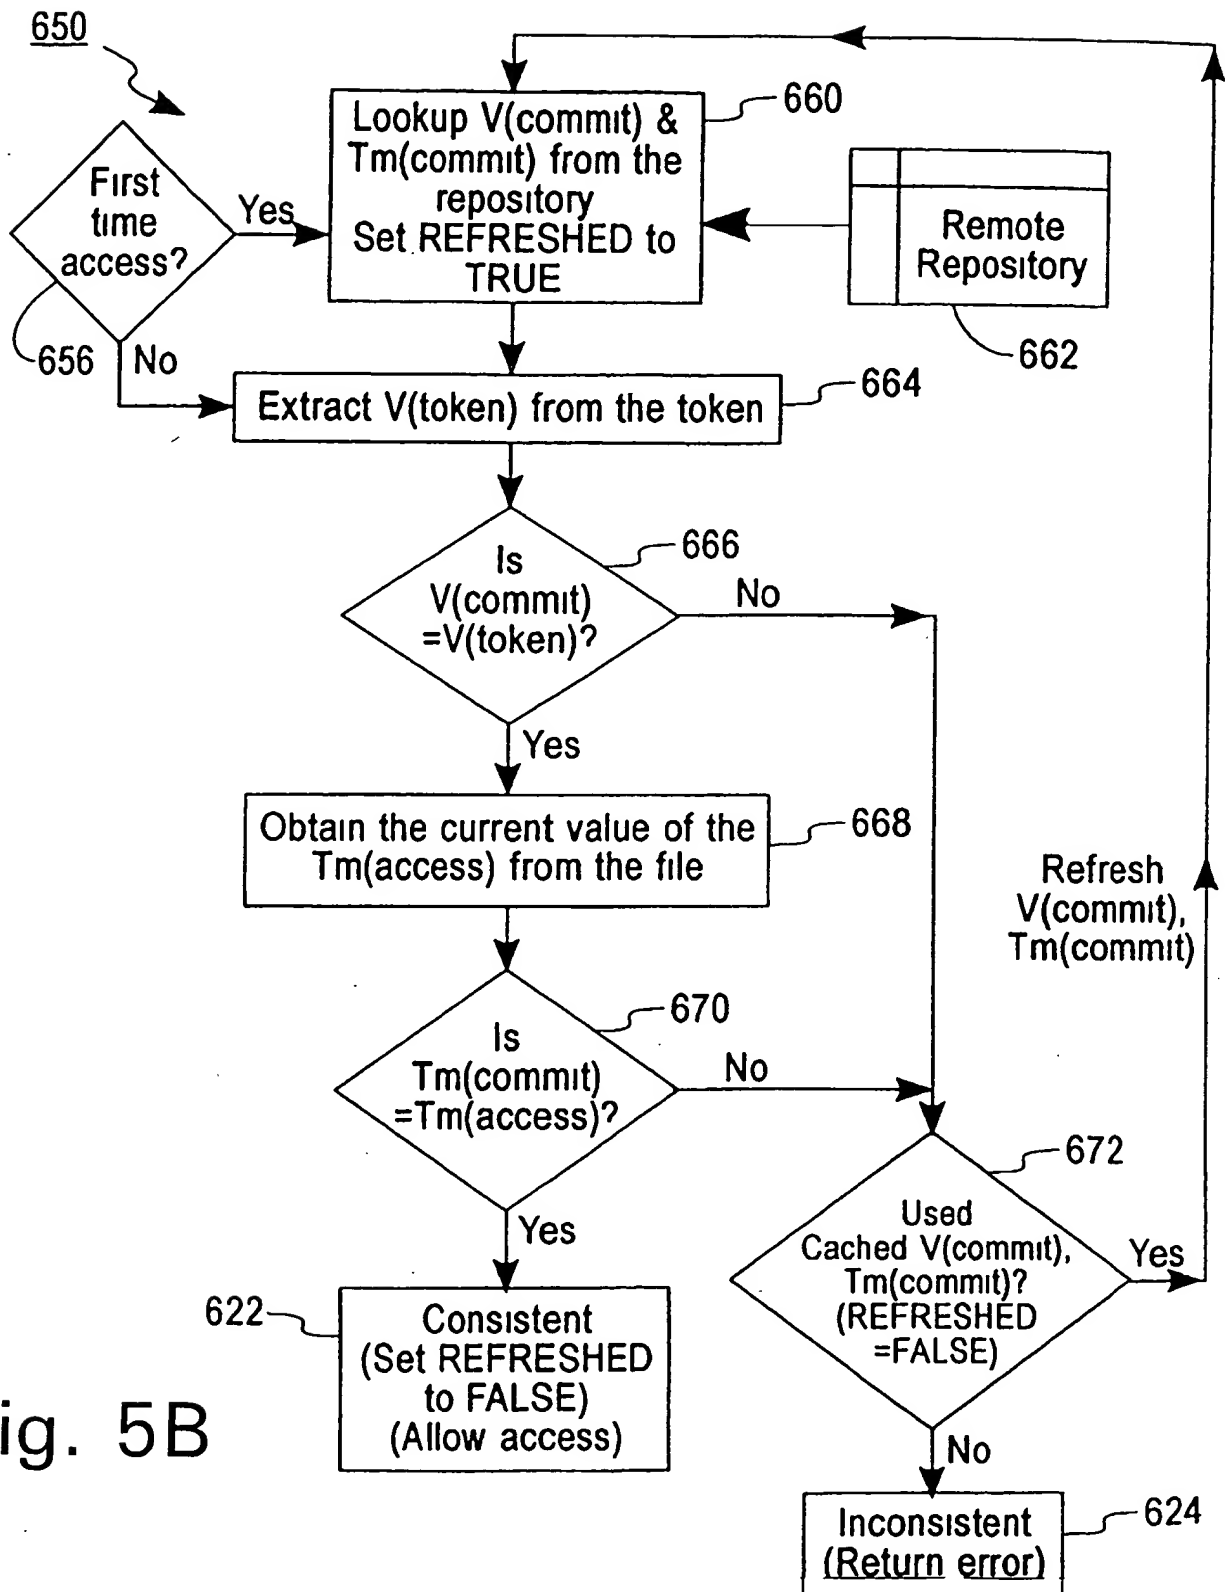 650
660
Lookup V(commit) &
Tm(commit) from the
repository
Set REFRESHED to
TRUE
First
time
access?
Yes
Remote
Repository
656
No
662
664
Extract V(token) from the token
666
Is
V(commit)
=V(token)?
No
Yes
668
Obtain the current value of the
Tm(access) from the file
Refresh
V(commit),
Tm(commit)
670
Is
Tm(commit)
=Tm(access)?
No
672
Used
Cached V(commit),
Tm(commit)?
(REFRESHED
=FALSE)
Yes
Yes
622
Consistent
(Set REFRESHED
to FALSE)
(Allow access)
ig. 5B
No
624
Inconsistent
(Return error)